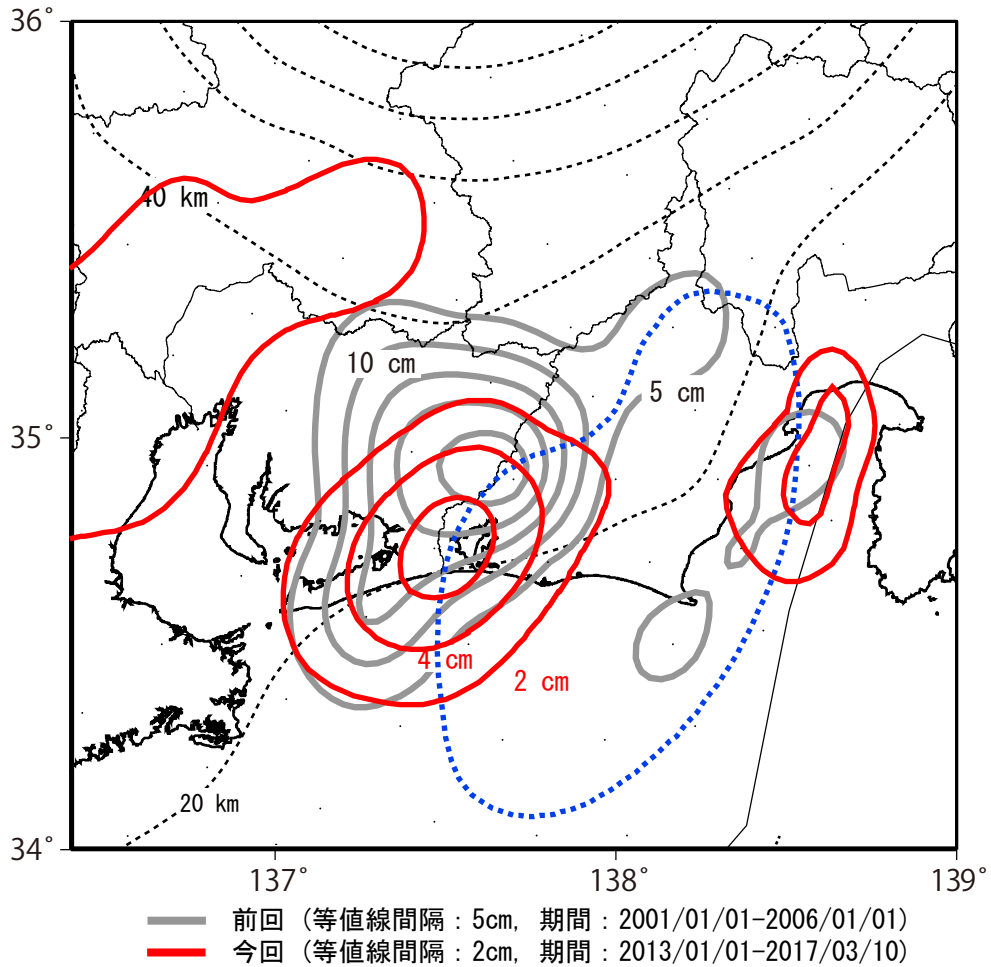 36°
40 km
10 cm
5 cm
35°
4 cm
2 cm
20 km
34°
137°
138°
139°
前回 (等値線間隔：5cm, 期間：2001/01/01-2006/01/01)
今回 (等値線間隔：2cm, 期間：2013/01/01-2017/03/10)